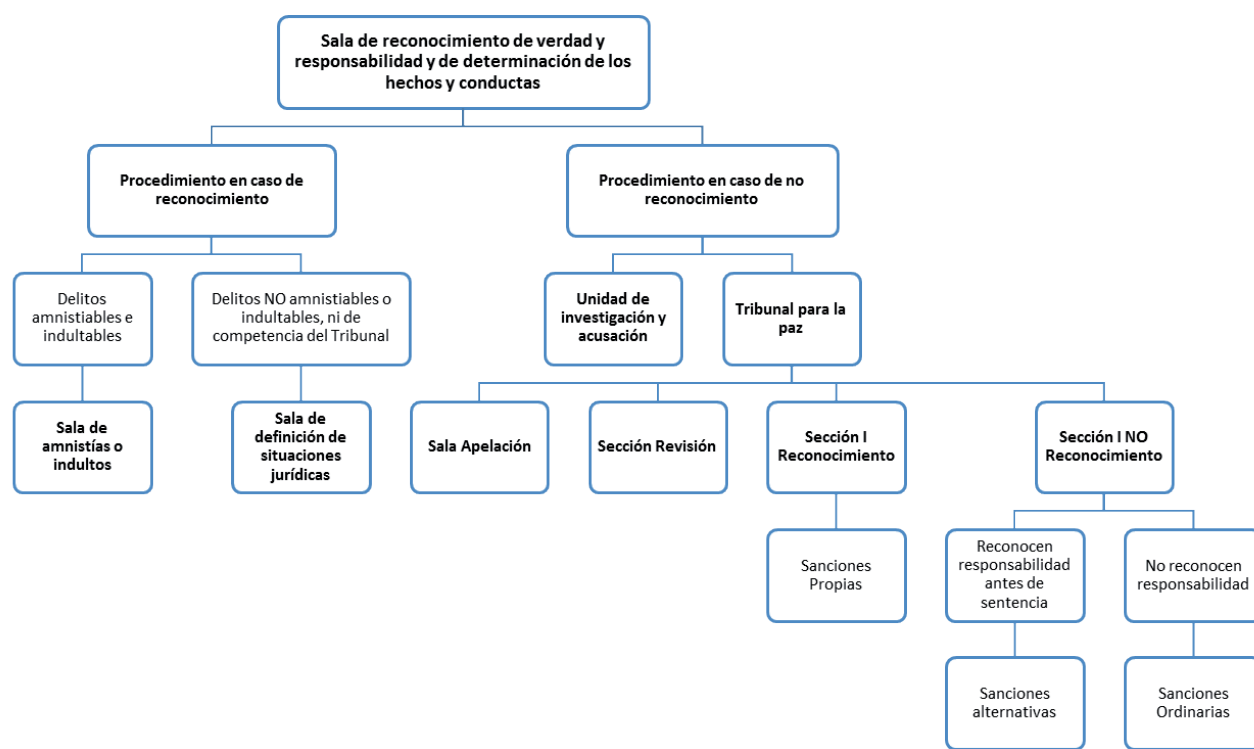 Sala de reconocimiento de verdad y
responsabilidad y de determinación de los
hechos y conductas
Procedimiento en caso de
reconocimiento
Procedimiento en caso de no
reconocimiento
Delitos
amnistiables e
indultables
Delitos NO amnistiables o
indultables, ni de
competencia del Tribunal
Unidad de
investigación y
acusación
Tribunal para la
paz
Sala de
amnistías o
indultos
Sala de
definición de
situaciones
jurídicas
Sala Apelación
Sección Revisión
Sección I
Reconocimiento
Sección I NO
Reconocimiento
Sanciones
Propias
Reconocen
responsabilidad
antes de
sentencia
No reconocen
responsabilidad
Sanciones
alternativas
Sanciones
Ordinarias